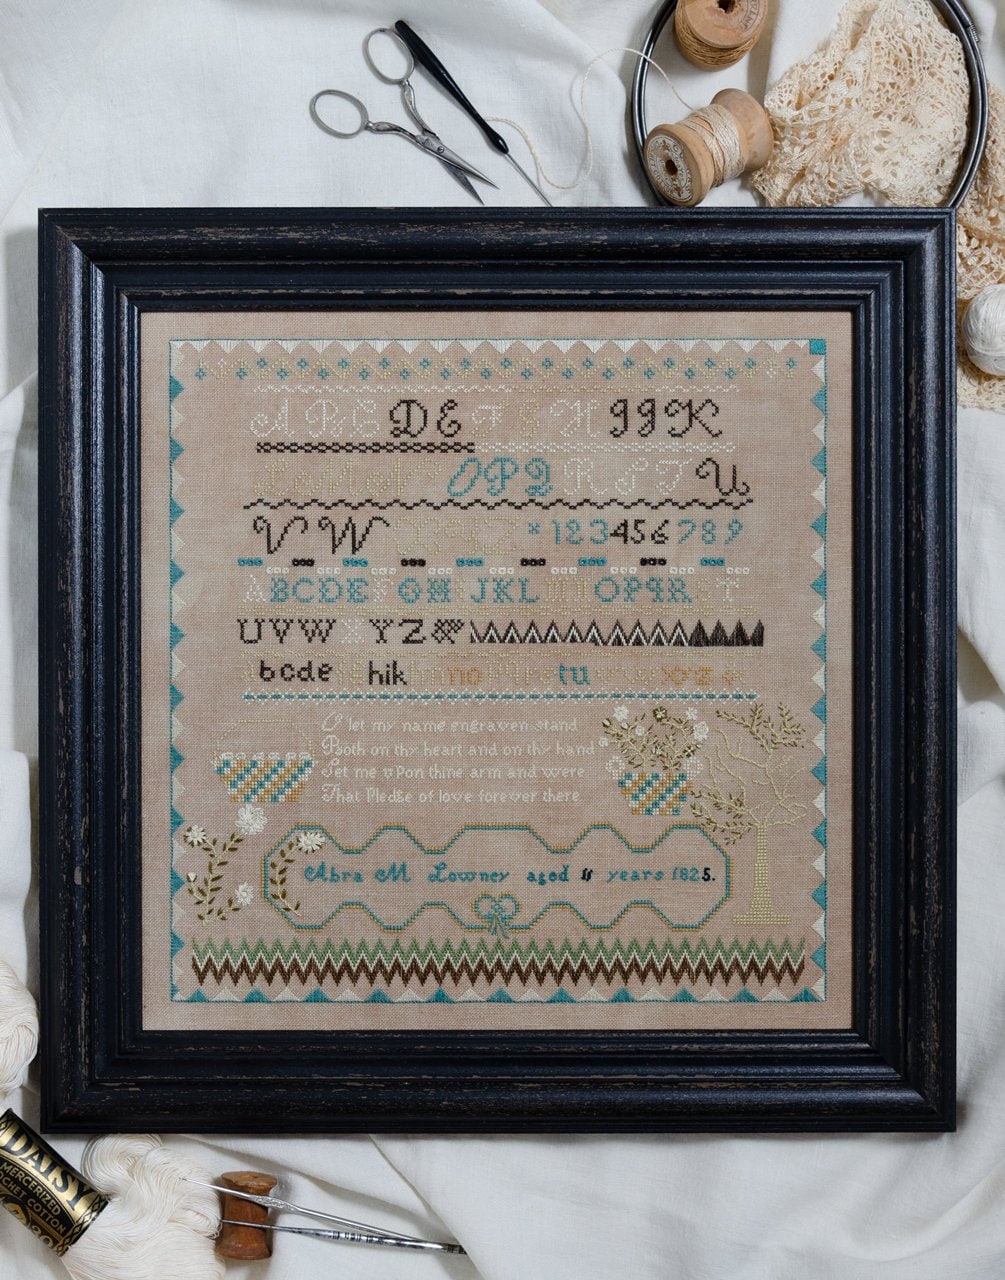 A B C D E F G H I J K
L M N O P Q R S T U
V W X Y Z * 1 2 3 4 5 6 7 8 9
A B C D E F G H I J K L M N O P Q R S T
U V W X Y Z
b c d e h i k l m n o p q r s t u v w x y z &
O let my name engraven stand
Both on thy heart and on thy hand
Set me upon thine arm and were
That Pledge of love forever there
Abra M Lowney aged 11 years 1825.
DAISY
MERCERIZED
CROCHET COTTON